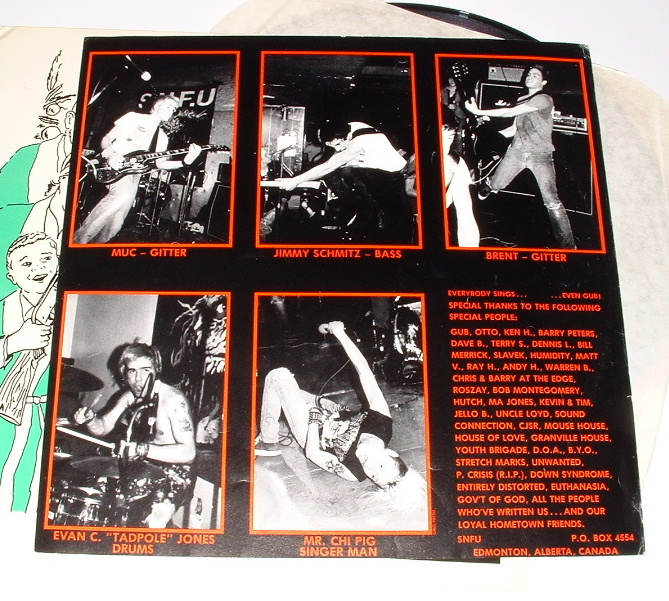 S.N.F.U
MUC – GITTER
JIMMY SCHMITZ – BASS
BRENT – GITTER
EVAN C. "TADPOLE" JONES
DRUMS
MR. CHI PIG
SINGER MAN
EVERYBODY SINGS... ...EVEN GUB!
SPECIAL THANKS TO THE FOLLOWING
SPECIAL PEOPLE:
GUB, OTTO, KEN H., BARRY PETERS,
DAVE B., TERRY S., DENNIS L., BILL
MERRICK, SLAVEK, HUMIDITY, MATT
V., RAY H., ANDY H., WARREN B.,
CHRIS & BARRY AT THE EDGE,
ROSZAY, BOB MONTEGOMERY,
HUTCH, MA JONES, KEVIN & TIM,
JELLO B., UNCLE LOYD, SOUND
CONNECTION, CJSR, MOUSE HOUSE,
HOUSE OF LOVE, GRANVILLE HOUSE,
YOUTH BRIGADE, D.O.A., B.Y.O.,
STRETCH MARKS, UNWANTED,
P. CRISIS (R.I.P.), DOWN SYNDROME,
ENTIRELY DISTORTED, EUTHANASIA,
GOV'T OF GOD, ALL THE PEOPLE
WHO'VE WRITTEN US...AND OUR
LOYAL HOMETOWN FRIENDS.
SNFU P.O. BOX 4554
EDMONTON, ALBERTA, CANADA